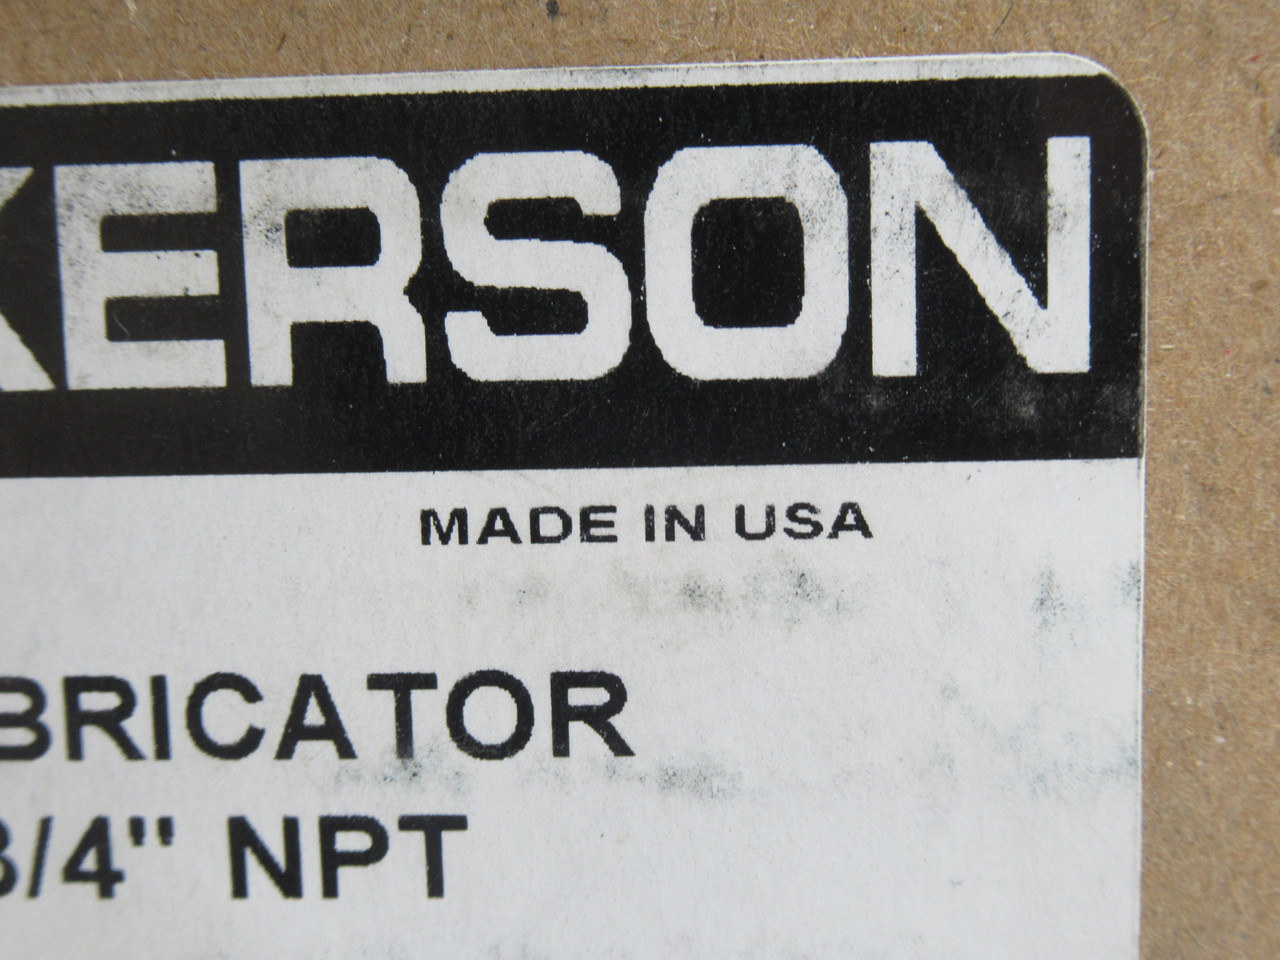 KERSON
MADE IN USA
BRICATOR
3/4" NPT